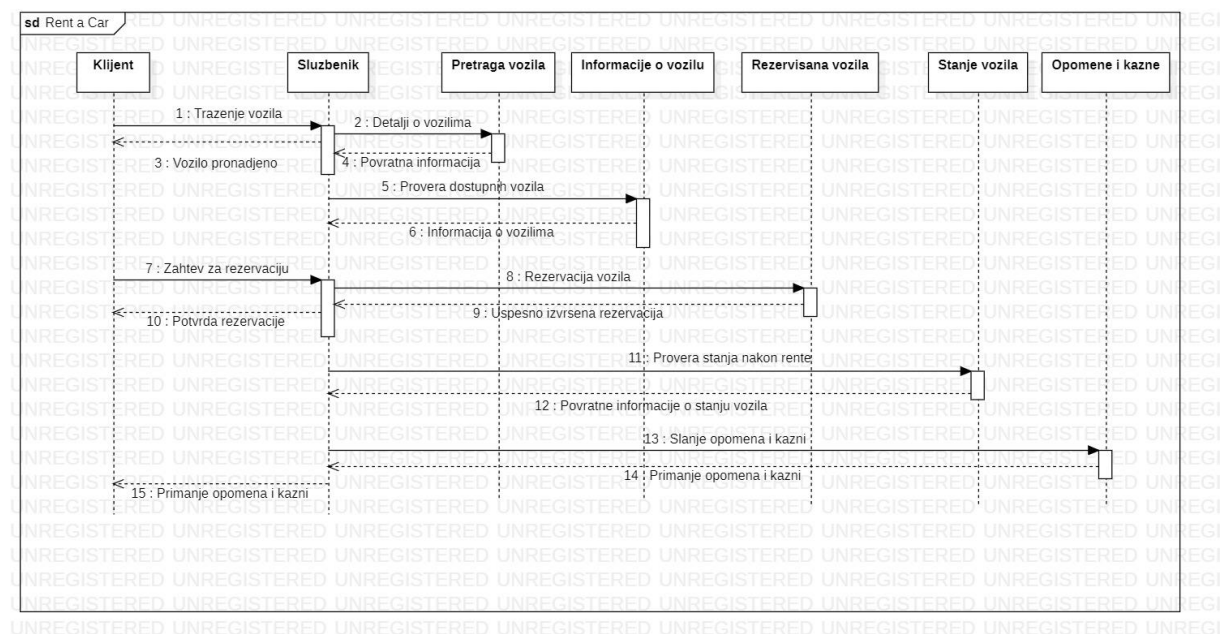 sd Rent a Car
Klijent
Sluzbenik
Pretraga vozila
Informacije o vozilu
Rezervisana vozila
Stanje vozila
Opomene i kazne
1 : Trazenje vozila
2 : Detalji o vozilima
3 : Vozilo pronadjeno
4 : Povratna informacija
5 : Provera dostupnih vozila
6 : Informacija o vozilima
7 : Zahtev za rezervaciju
8 : Rezervacija vozila
9 : Uspesno izvrsena rezervacija
10 : Potvrda rezervacije
11 : Provera stanja nakon rente
12 : Povratne informacije o stanju vozila
13 : Slanje opomena i kazni
14 : Primanje opomena i kazni
15 : Primanje opomena i kazni
UNREGISTERED